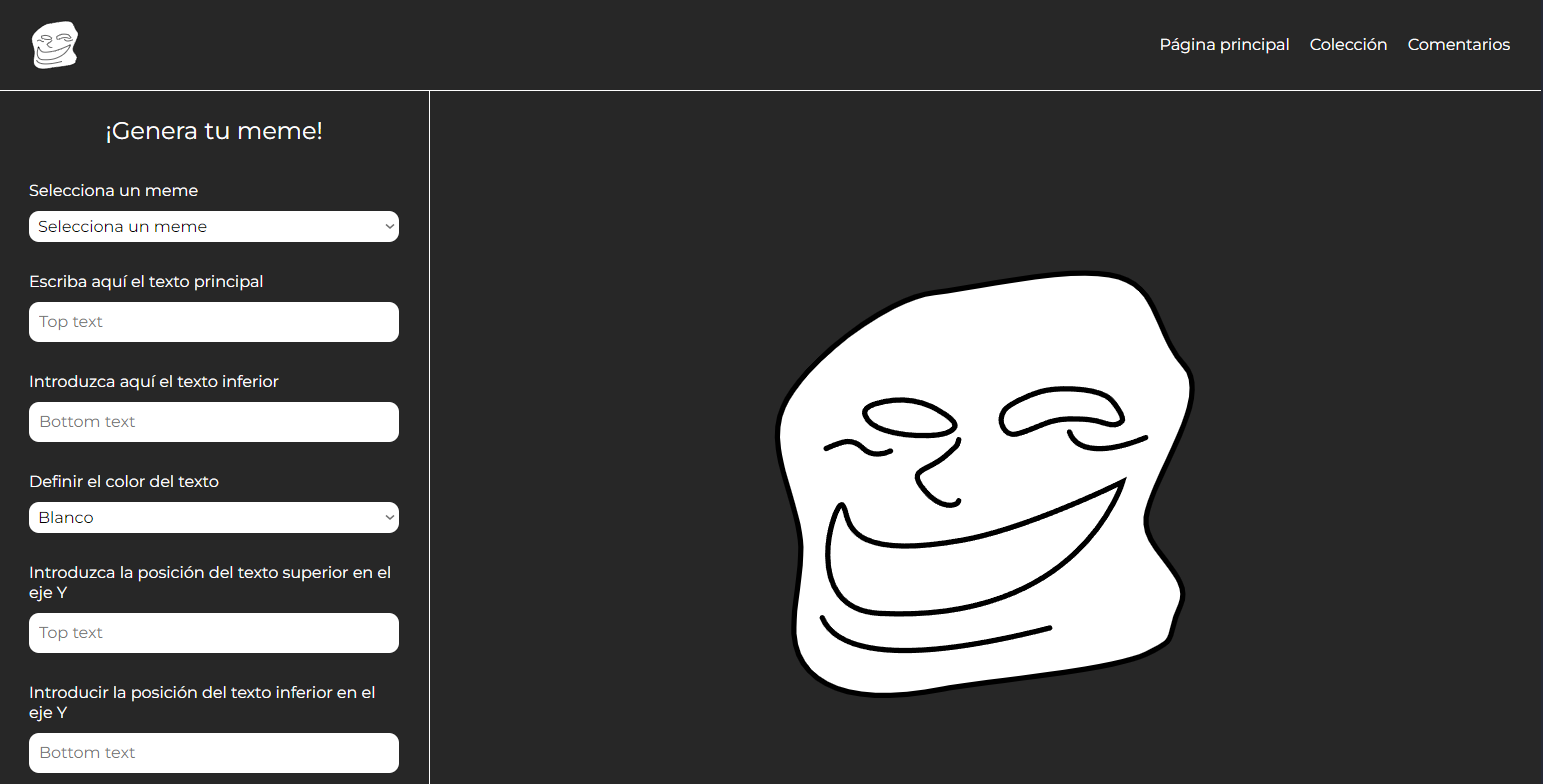 Página principal Colección Comentarios
¡Genera tu meme!
Selecciona un meme
Selecciona un meme
Escriba aquí el texto principal
Top text
Introduzca aquí el texto inferior
Bottom text
Definir el color del texto
Blanco
Introduzca la posición del texto superior en el
eje Y
Top text
Introducir la posición del texto inferior en el
eje Y
Bottom text